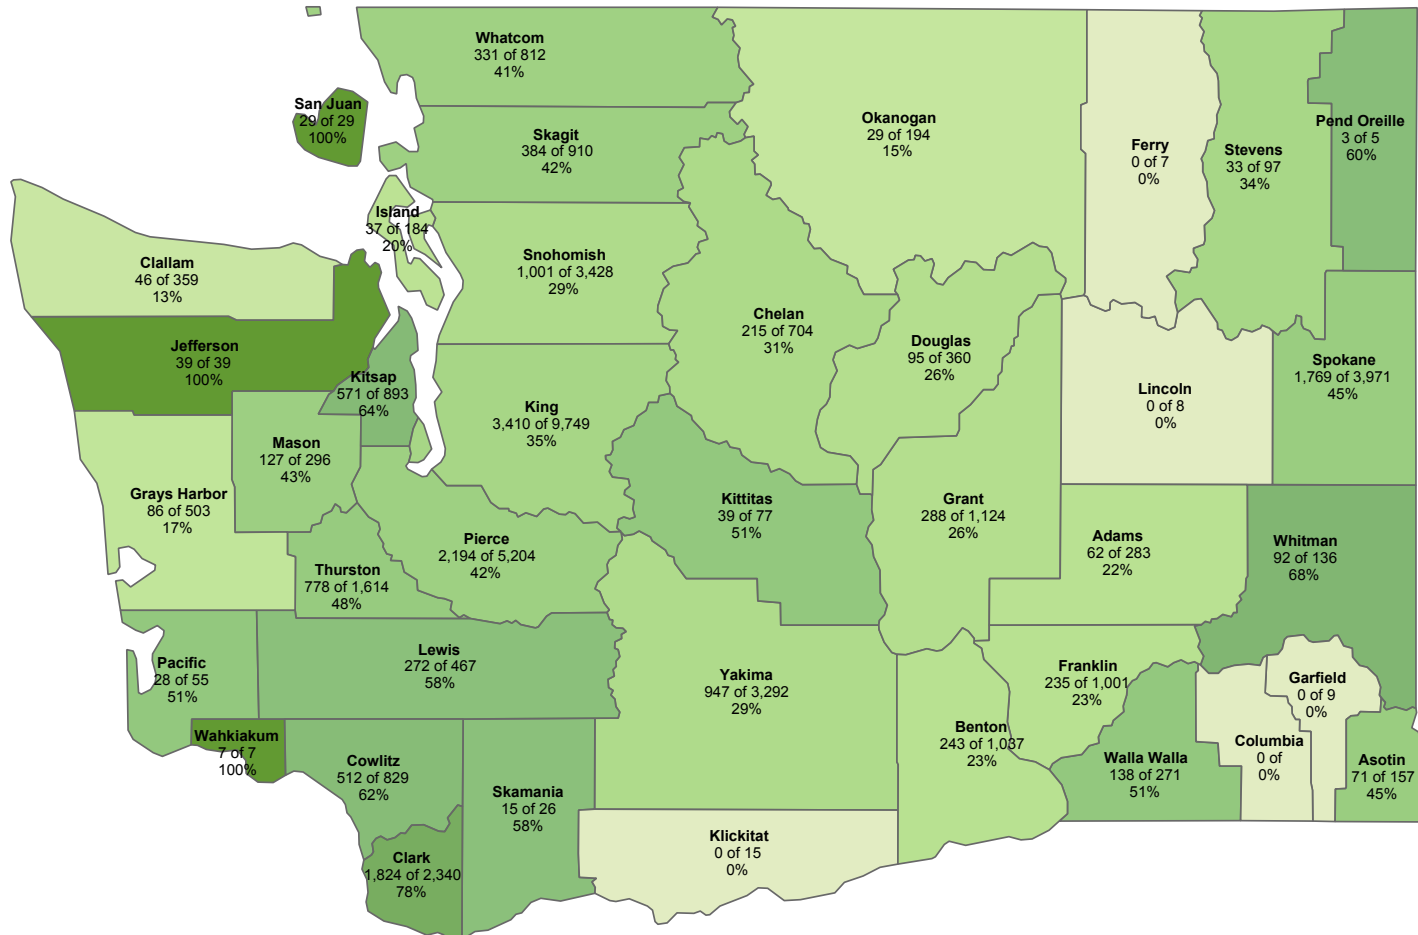 Whatcom
331 of 812
41%
San Juan
29 of 29
100%
Skagit
384 of 910
42%
Okanogan
29 of 194
15%
Ferry
0 of 7
0%
Stevens
33 of 97
34%
Pend Oreille
3 of 5
60%
Island
37 of 184
20%
Clallam
46 of 359
13%
Snohomish
1,001 of 3,428
29%
Chelan
215 of 704
31%
Douglas
95 of 360
26%
Jefferson
39 of 39
100%
Kitsap
571 of 893
64%
King
3,410 of 9,749
35%
Lincoln
0 of 8
0%
Spokane
1,769 of 3,971
45%
Mason
127 of 296
43%
Grays Harbor
86 of 503
17%
Kittitas
39 of 77
51%
Grant
288 of 1,124
26%
Adams
62 of 283
22%
Whitman
92 of 136
68%
Pierce
2,194 of 5,204
42%
Thurston
778 of 1,614
48%
Lewis
272 of 467
58%
Pacific
28 of 55
51%
Yakima
947 of 3,292
29%
Franklin
235 of 1,001
23%
Garfield
0 of 9
0%
Wahkiakum
7 of 7
100%
Benton
243 of 1,037
23%
Columbia
0 of
0%
Walla Walla
138 of 271
51%
Asotin
71 of 157
45%
Cowlitz
512 of 829
62%
Skamania
15 of 26
58%
Klickitat
0 of 15
0%
Clark
1,824 of 2,340
78%